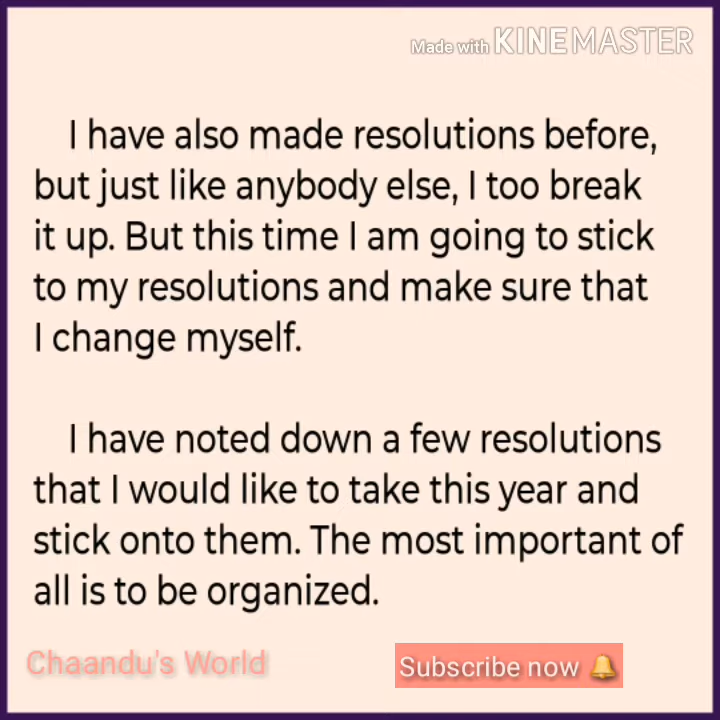 Made with KINEMASTER
I have also made resolutions before,
but just like anybody else, I too break
it up. But this time I am going to stick
to my resolutions and make sure that
I change myself.
I have noted down a few resolutions
that I would like to take this year and
stick onto them. The most important of
all is to be organized.
Chaandu's World
Subscribe now 🔔